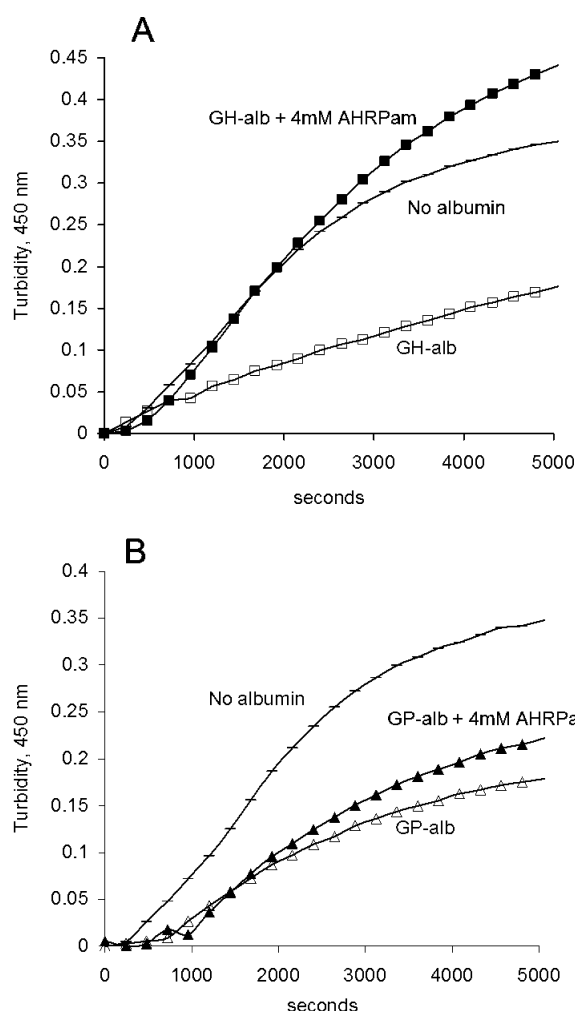 A
0.45
0.4
0.35
0.3
0.25
0.2
0.15
0.1
0.05
0
Turbidity, 450 nm
GH-alb + 4mM AHRPam
No albumin
GH-alb
0 1000 2000 3000 4000 5000
seconds
B
0.4
0.35
0.3
0.25
0.2
0.15
0.1
0.05
0
Turbidity, 450 nm
No albumin
GP-alb + 4mM AHRPa
GP-alb
0 1000 2000 3000 4000 5000
seconds